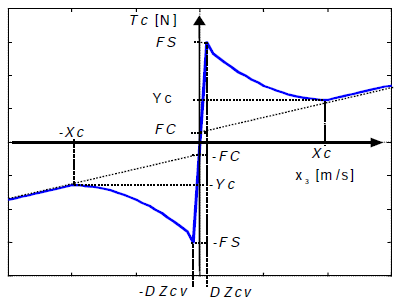 Tc [N]
FS
Yc
-Xc
FC
-FC
Xc
x3 [m/s]
-Yc
-FS
-DZcv DZcv